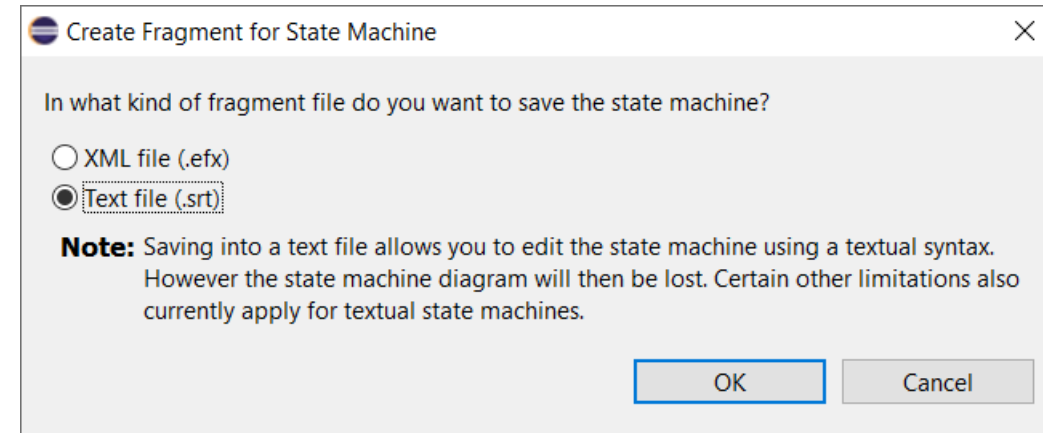 Create Fragment for State Machine
In what kind of fragment file do you want to save the state machine?
XML file (.efx)
Text file (.srt)
Note: Saving into a text file allows you to edit the state machine using a textual syntax.
However the state machine diagram will then be lost. Certain other limitations also
currently apply for textual state machines.
OK Cancel